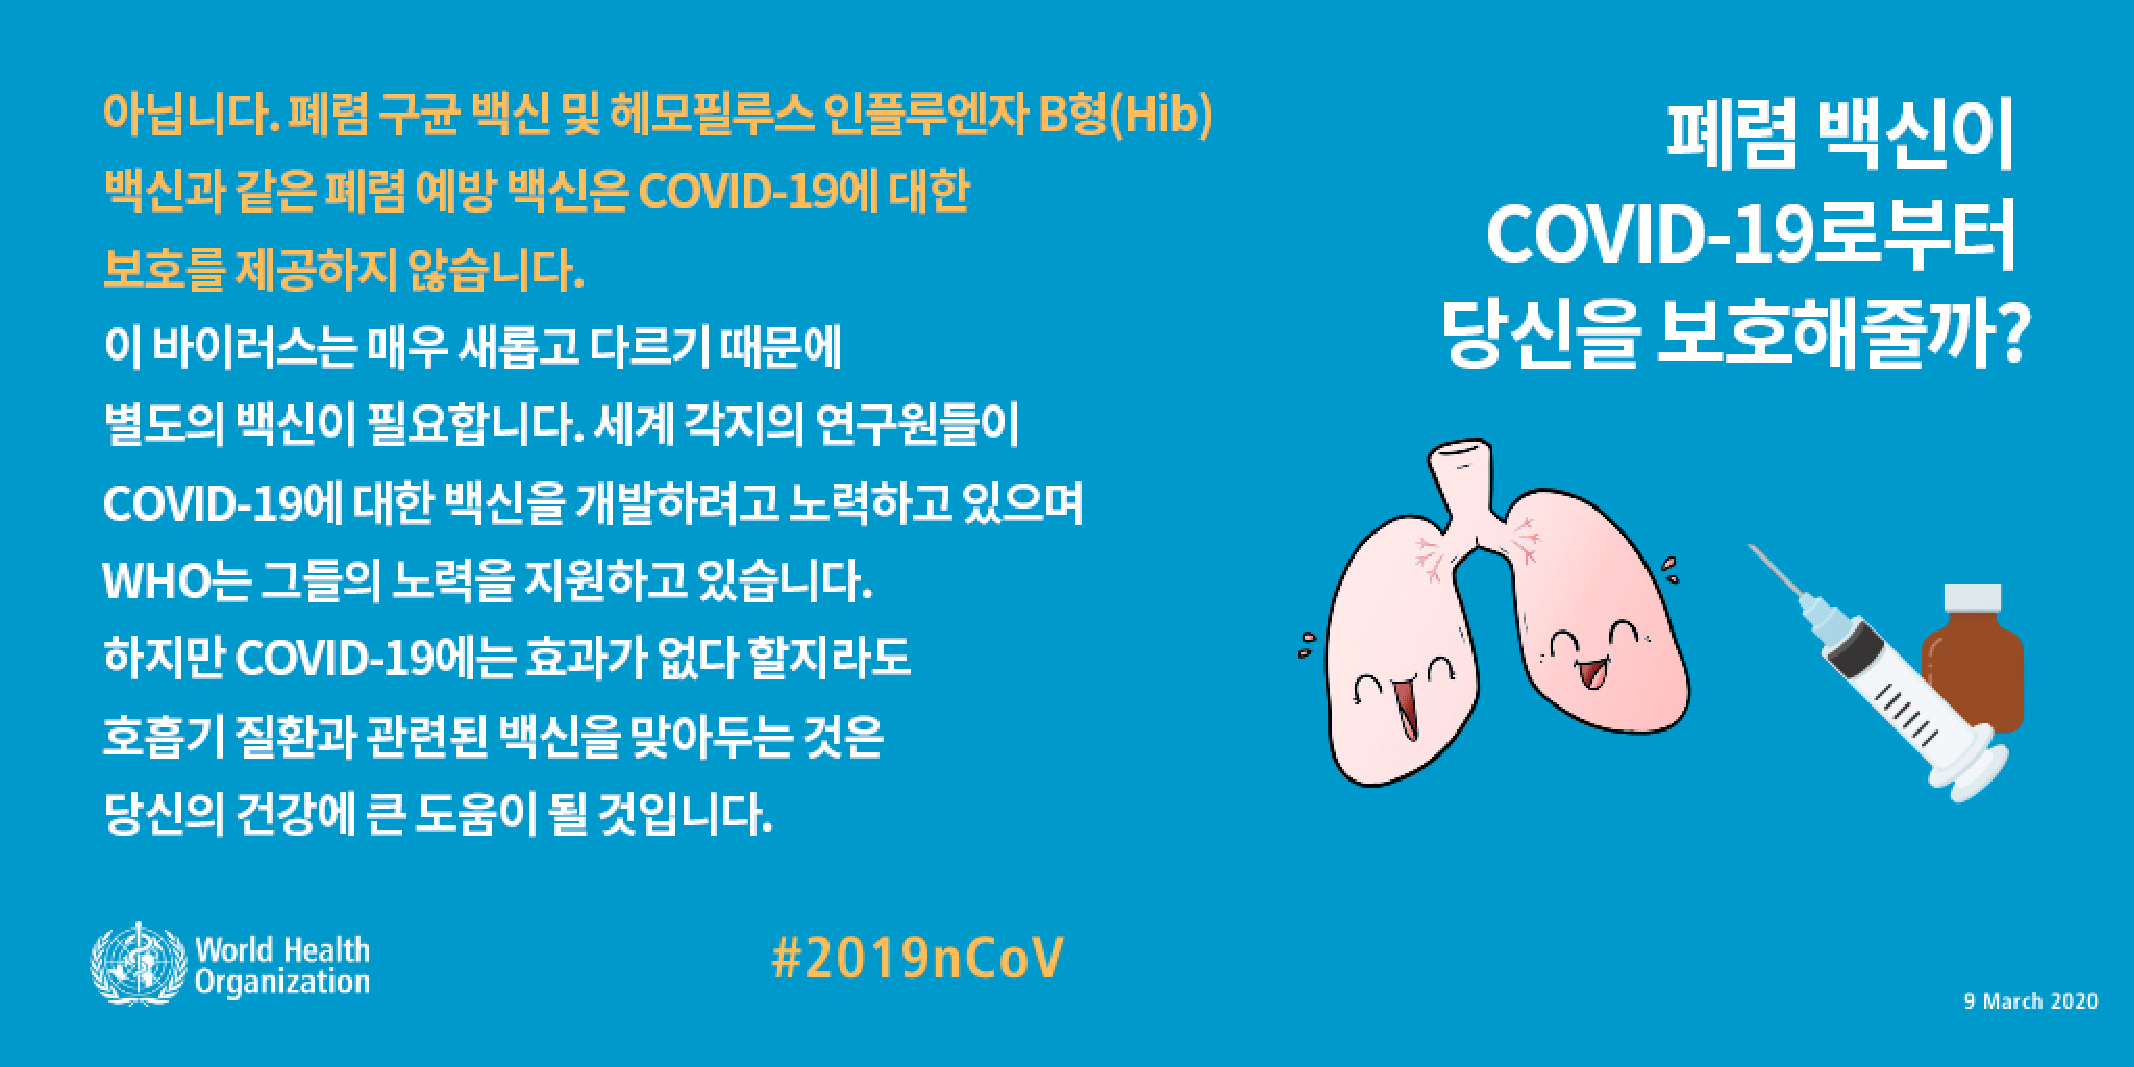 폐렴 백신이
COVID-19로부터
당신을 보호해줄까?
아닙니다. 폐렴 구균 백신 및 헤모필루스 인플루엔자 B형(Hib)
백신과 같은 폐렴 예방 백신은 COVID-19에 대한
보호를 제공하지 않습니다.
이 바이러스는 매우 새롭고 다르기 때문에
별도의 백신이 필요합니다. 세계 각지의 연구원들이
COVID-19에 대한 백신을 개발하려고 노력하고 있으며
WHO는 그들의 노력을 지원하고 있습니다.
하지만 COVID-19에는 효과가 없다 할지라도
호흡기 질환과 관련된 백신을 맞아두는 것은
당신의 건강에 큰 도움이 될 것입니다.
World Health
Organization
#2019nCoV
9 March 2020